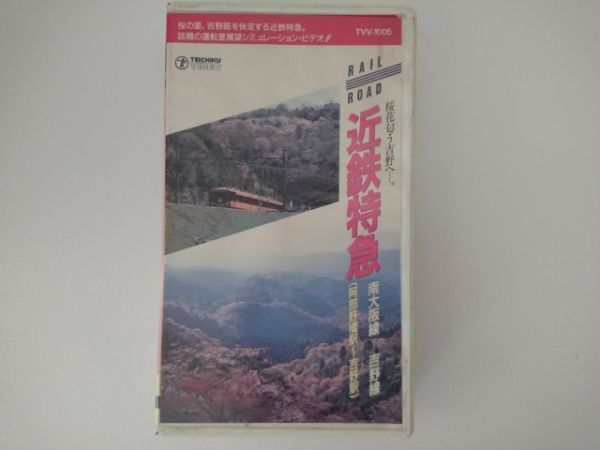 桜の里、吉野路を快走する近鉄特急。
話題の運転室展望シミュレーション・ビデオ!!
TVV-1005
TEICHIKU
VIDEO
RAIL
ROAD
桜花匂う吉野へ…。
近鉄特急
南大阪線〜吉野線
(阿部野橋駅〜吉野駅)